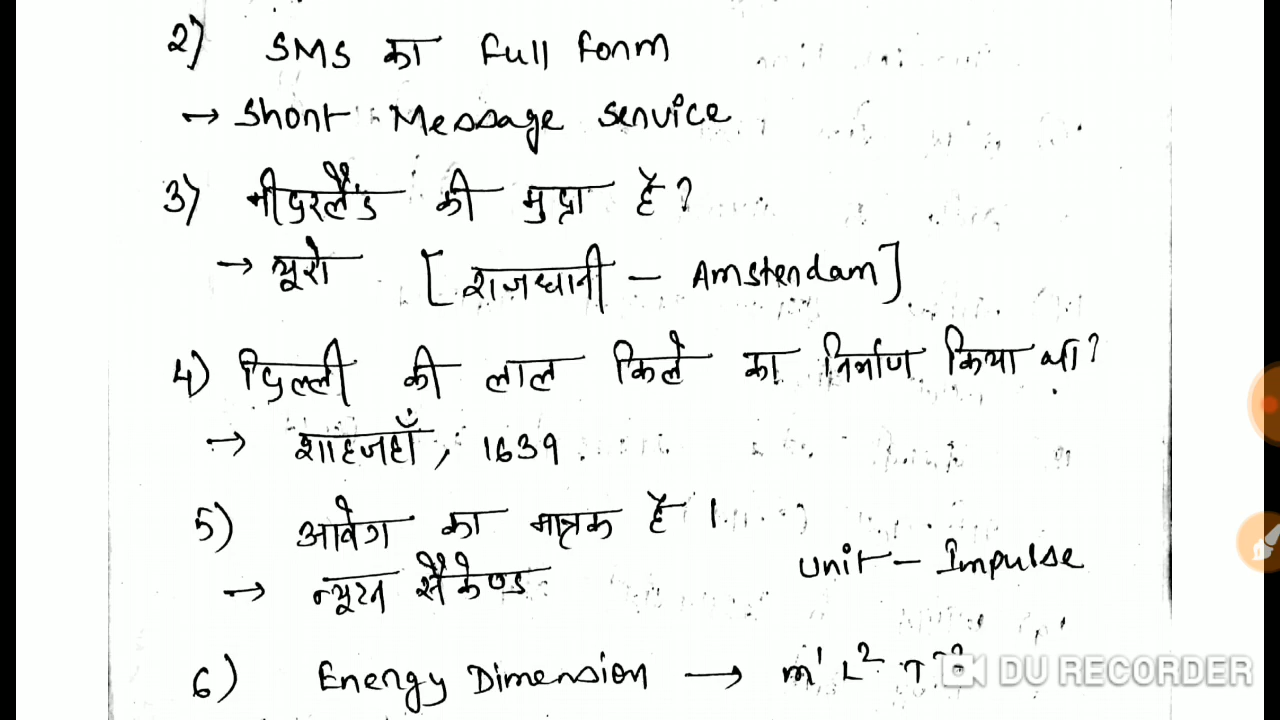 2) SMS का Full Form
→ Short Message Service
3) नीदरलैंड की मुद्रा है?
→ यूरो [राजधानी – Amsterdam]
4) दिल्ली की लाल किले का निर्माण किया था?
→ शाहजहाँ, 1639.
5) आवेग का मात्रक है ।
→ न्यूटन सैकेण्ड Unit – Impulse
6) Energy Dimension → M¹ L² T⁻²
DU RECORDER